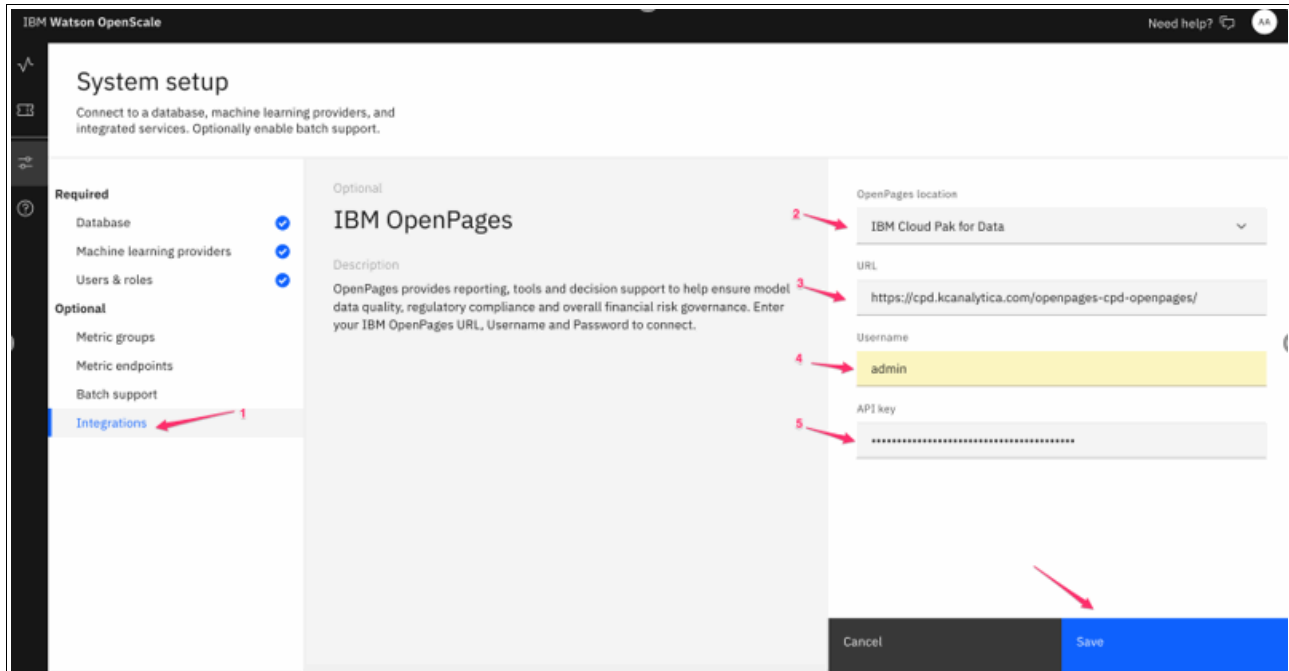 IBM Watson OpenScale
Need help?
AA
System setup
Connect to a database, machine learning providers, and
integrated services. Optionally enable batch support.
Required
Database
Machine learning providers
Users & roles
Optional
Metric groups
Metric endpoints
Batch support
Integrations
1
Optional
IBM OpenPages
Description
OpenPages provides reporting, tools and decision support to help ensure model
data quality, regulatory compliance and overall financial risk governance. Enter
your IBM OpenPages URL, Username and Password to connect.
OpenPages location
2
IBM Cloud Pak for Data
URL
3
https://cpd.kcanalytica.com/openpages-cpd-openpages/
Username
4
admin
API key
5
••••••••••••••••••••••••••••••••••••••••
Cancel
Save